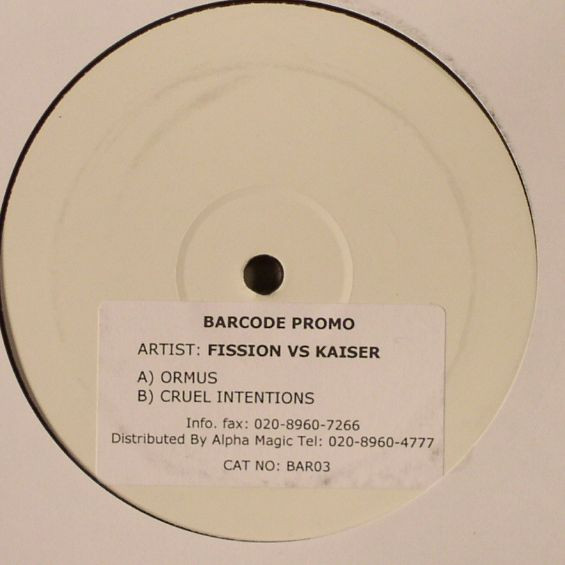 BARCODE PROMO
ARTIST: FISSION VS KAISER
A) ORMUS
B) CRUEL INTENTIONS
Info. fax: 020-8960-7266
Distributed By Alpha Magic Tel: 020-8960-4777
CAT NO: BAR03